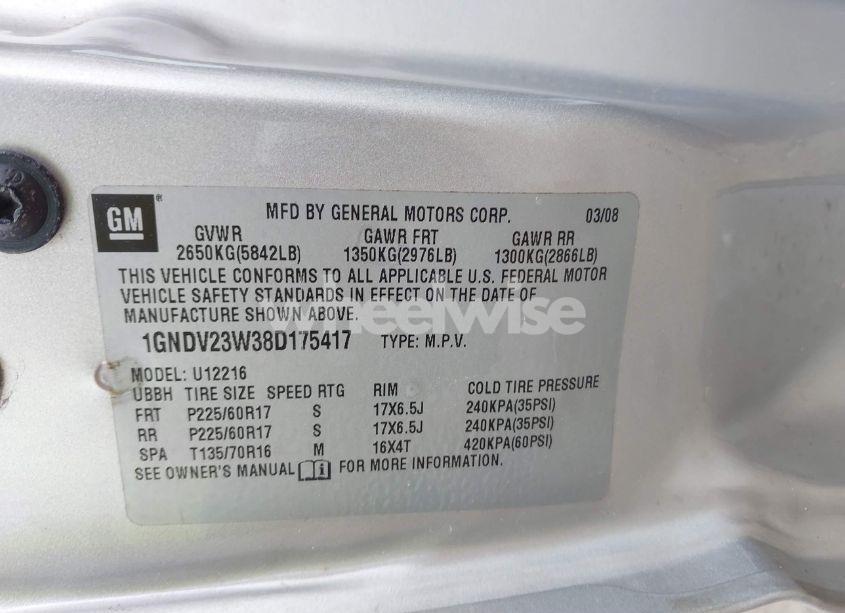 GM ®
MFD BY GENERAL MOTORS CORP. 03/08
GVWR GAWR FRT GAWR RR
2650KG(5842LB) 1350KG(2976LB) 1300KG(2866LB)
THIS VEHICLE CONFORMS TO ALL APPLICABLE U.S. FEDERAL MOTOR
VEHICLE SAFETY STANDARDS IN EFFECT ON THE DATE OF
MANUFACTURE SHOWN ABOVE.
wheelwise
1GNDV23W38D175417 TYPE: M.P.V.
MODEL: U12216
UBBH TIRE SIZE SPEED RTG RIM COLD TIRE PRESSURE
FRT P225/60R17 S 17X6.5J 240KPA(35PSI)
RR P225/60R17 S 17X6.5J 240KPA(35PSI)
SPA T135/70R16 M 16X4T 420KPA(60PSI)
SEE OWNER'S MANUAL i FOR MORE INFORMATION.